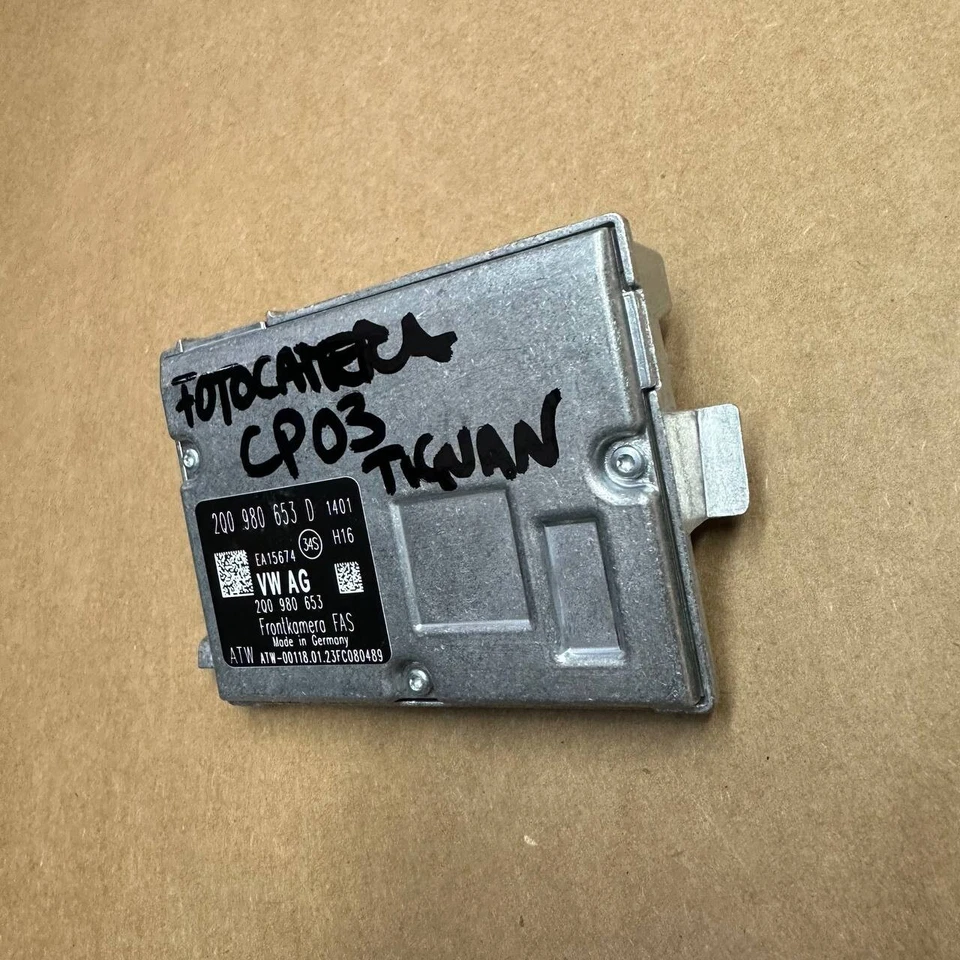 FOTOCAMERA
CP03
TIGUAN
2Q0 980 653 D 1401
EA15674 34S H16
VW AG
2Q0 980 653
Frontkamera FAS
Made in Germany
ATW ATW-00118.01.23FC080489